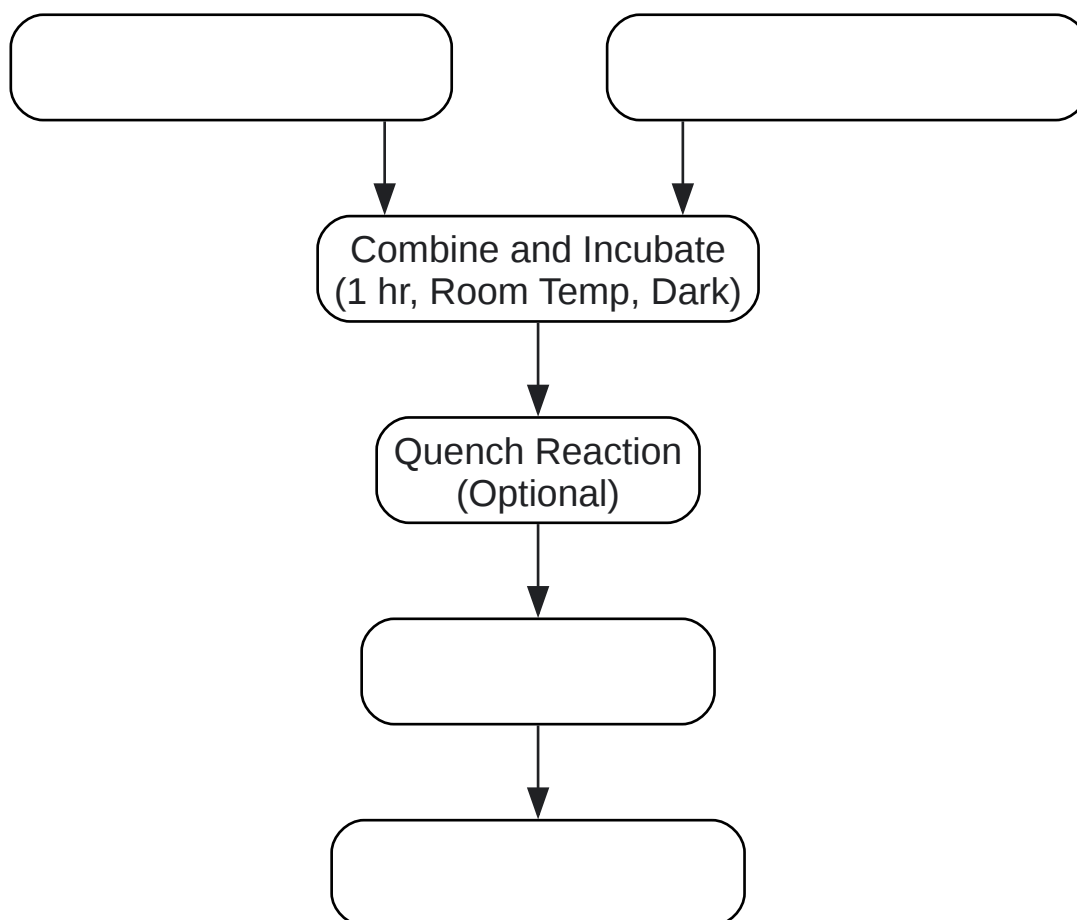 Combine and Incubate
(1 hr, Room Temp, Dark)
Quench Reaction
(Optional)